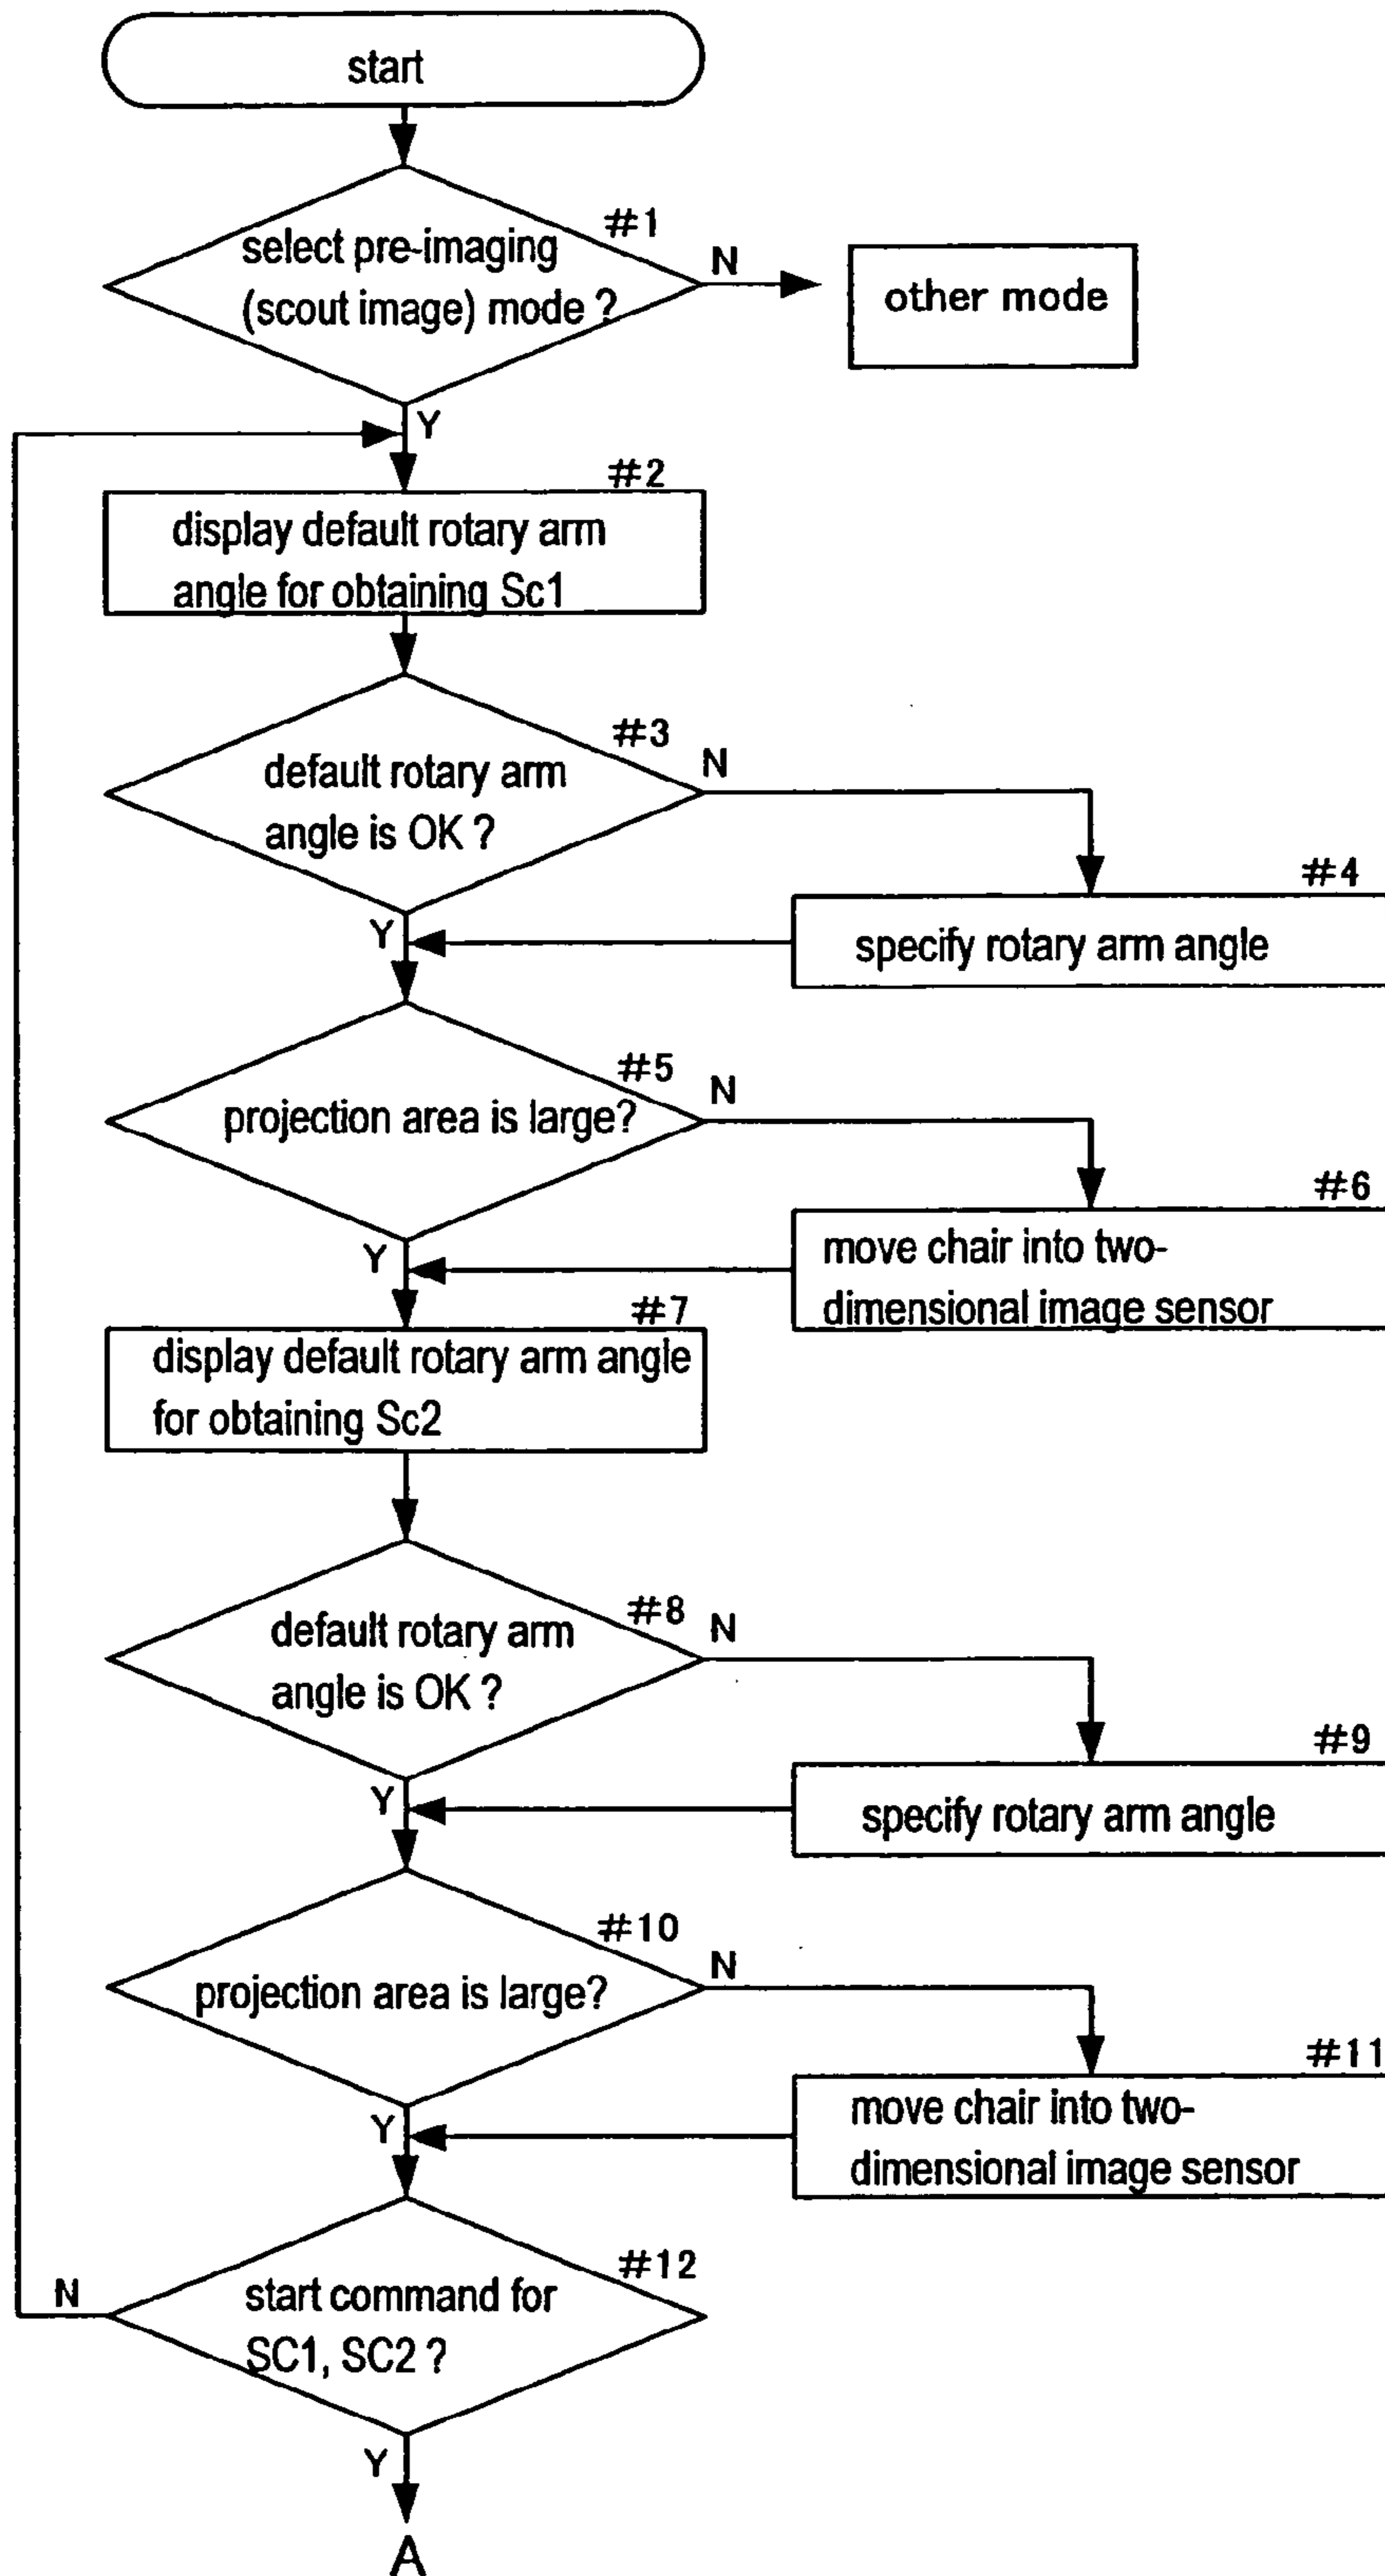 start
#1
select pre-imaging
(scout image) mode ?
N
other mode
Y
#2
display default rotary arm
angle for obtaining Sc1
#3
default rotary arm
angle is OK ?
N
#4
specify rotary arm angle
Y
#5
projection area is large?
N
#6
move chair into two-
dimensional image sensor
Y
#7
display default rotary arm angle
for obtaining Sc2
#8
default rotary arm
angle is OK ?
N
#9
specify rotary arm angle
Y
#10
projection area is large?
N
#11
move chair into two-
dimensional image sensor
Y
#12
start command for
SC1, SC2 ?
N
Y
A